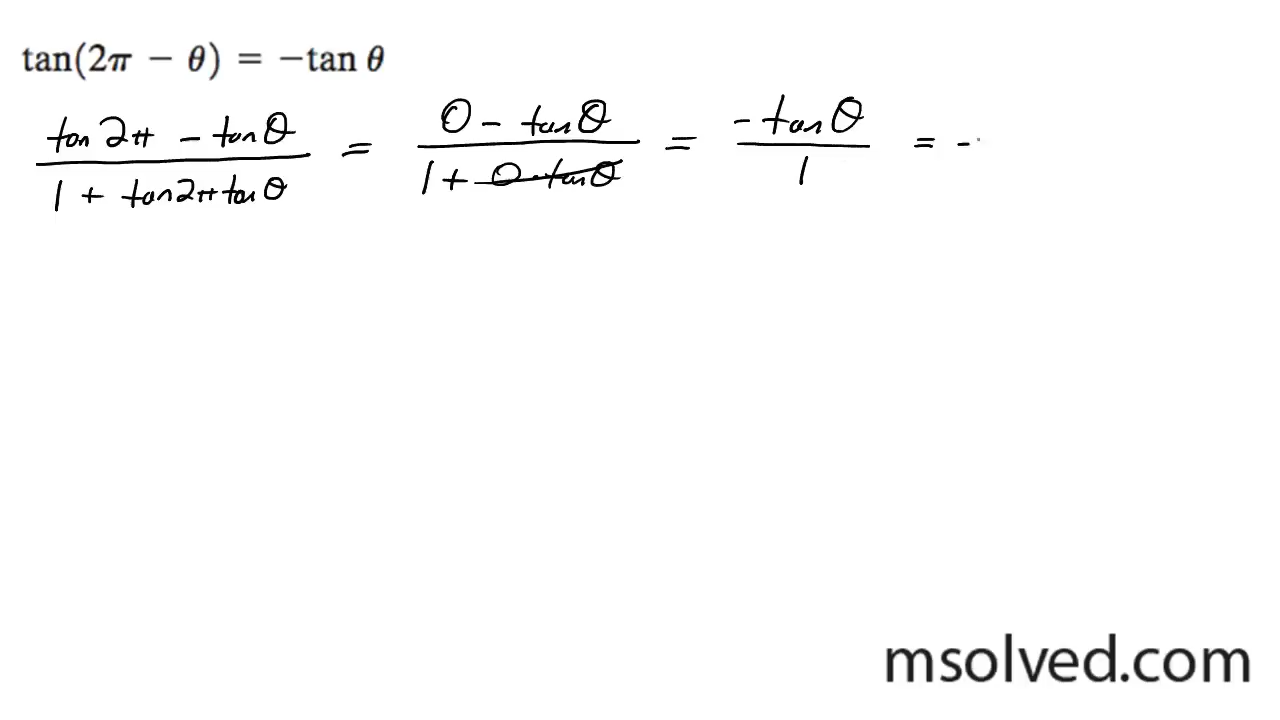 tan(2π − θ) = −tan θ
tan 2π − tan θ / 1 + tan 2π tan θ = 0 − tan θ / 1 + 0 · tan θ = − tan θ / 1 = -
msolved.com